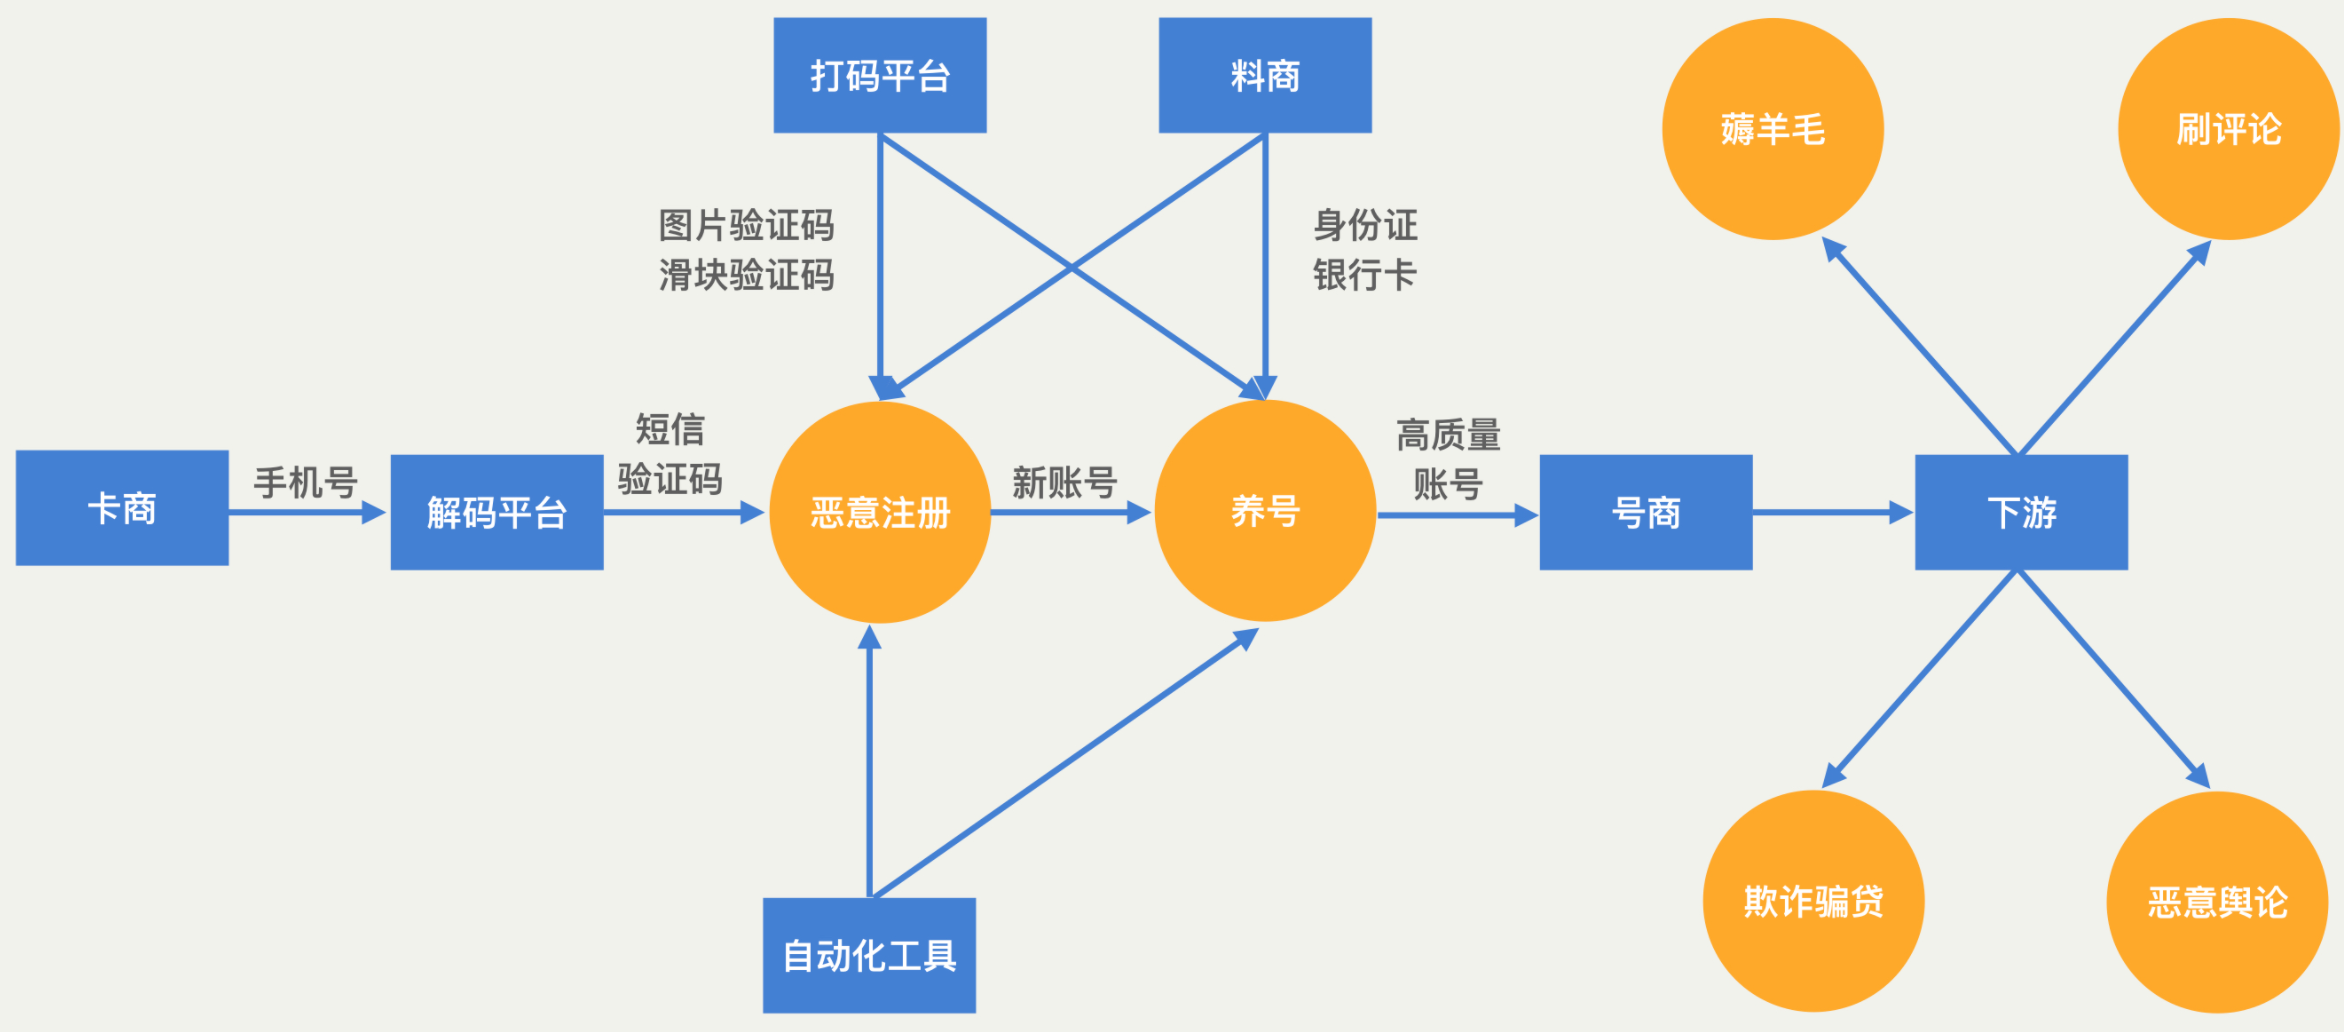 打码平台
料商
薅羊毛
刷评论
图片验证码
滑块验证码
身份证
银行卡
卡商
手机号
解码平台
短信
验证码
恶意注册
新账号
养号
高质量
账号
号商
下游
欺诈骗贷
恶意舆论
自动化工具